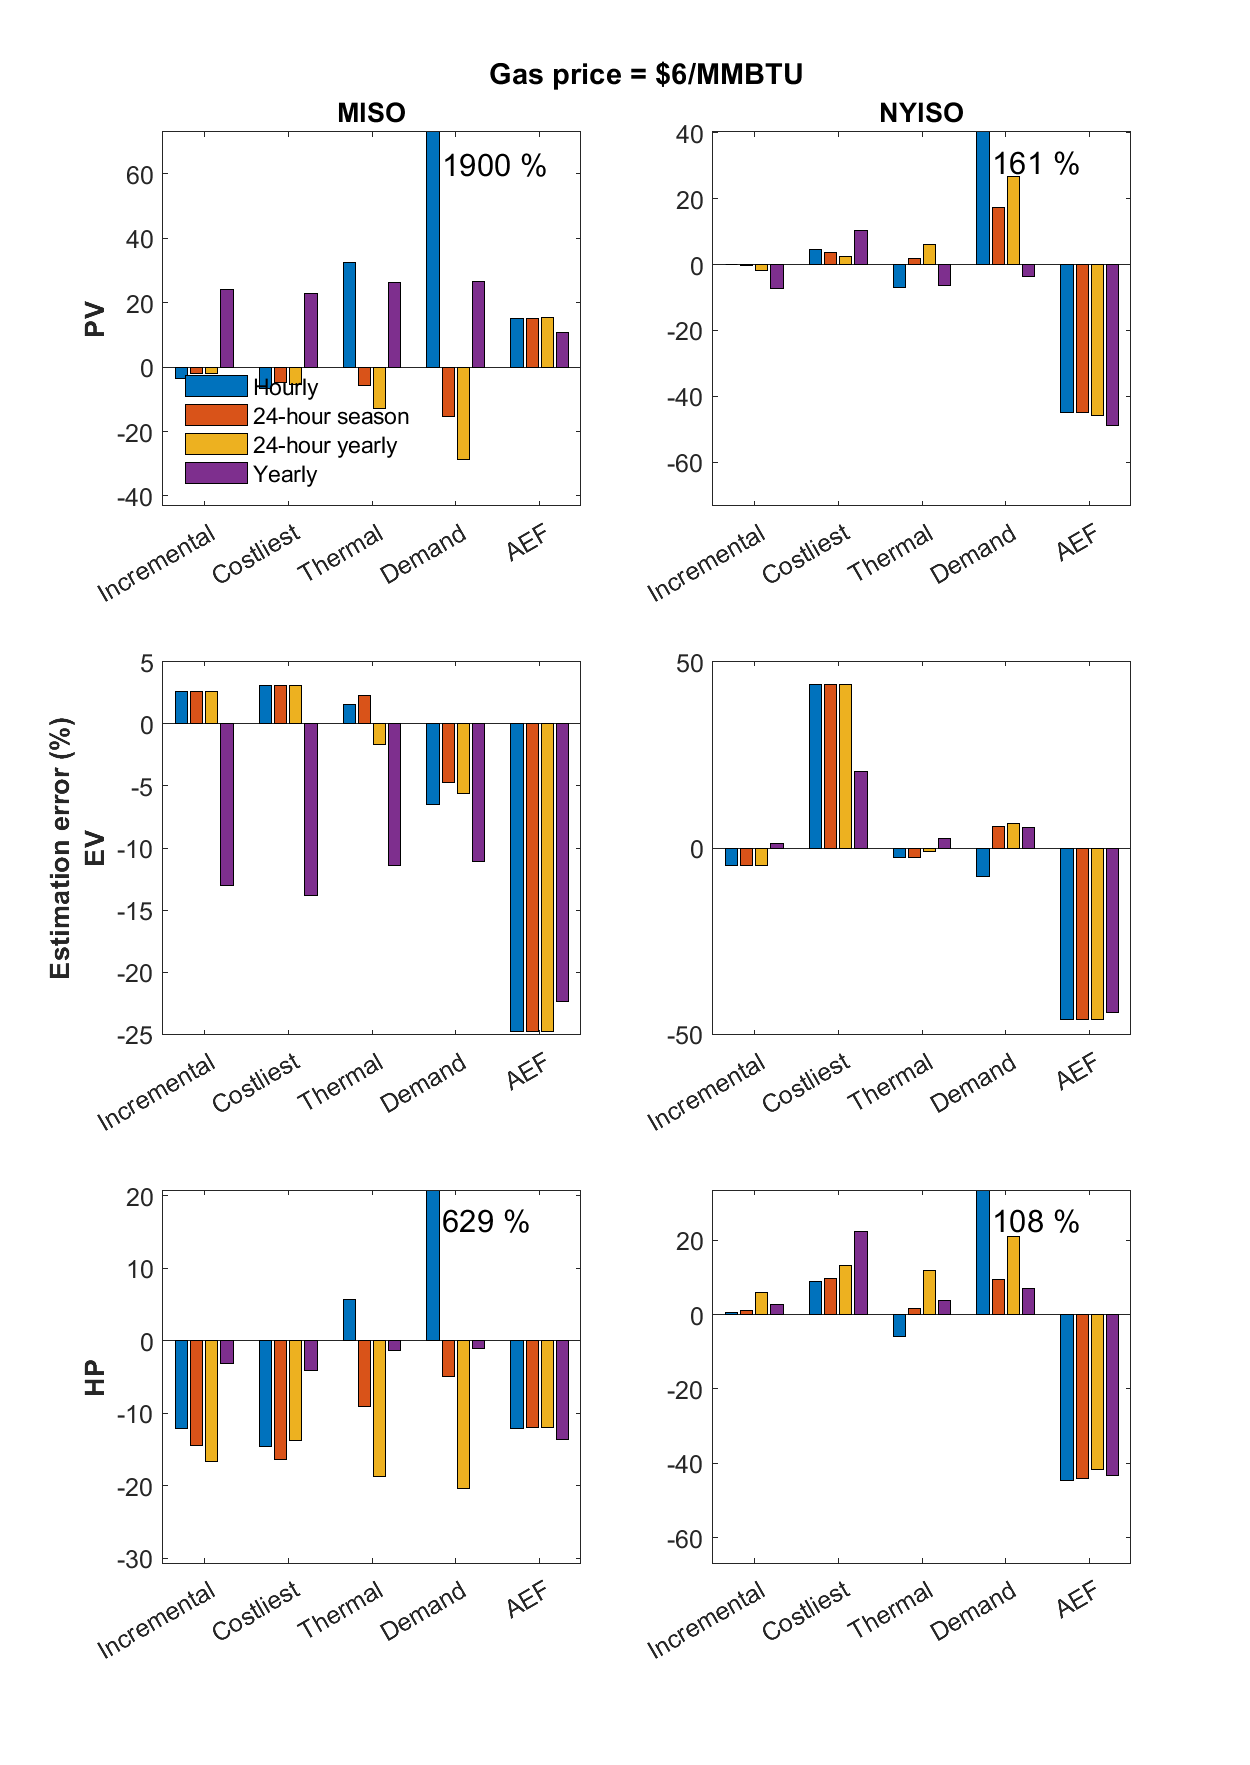 Gas price = $6/MMBTU
MISO
NYISO
PV
60
40
20
0
-20
-40
1900 %
Hourly
24-hour season
24-hour yearly
Yearly
Incremental
Costliest
Thermal
Demand
AEF
40
20
0
-20
-40
-60
161 %
Incremental
Costliest
Thermal
Demand
AEF
Estimation error (%)
EV
5
0
-5
-10
-15
-20
-25
Incremental
Costliest
Thermal
Demand
AEF
50
0
-50
Incremental
Costliest
Thermal
Demand
AEF
HP
20
10
0
-10
-20
-30
629 %
Incremental
Costliest
Thermal
Demand
AEF
20
0
-20
-40
-60
108 %
Incremental
Costliest
Thermal
Demand
AEF